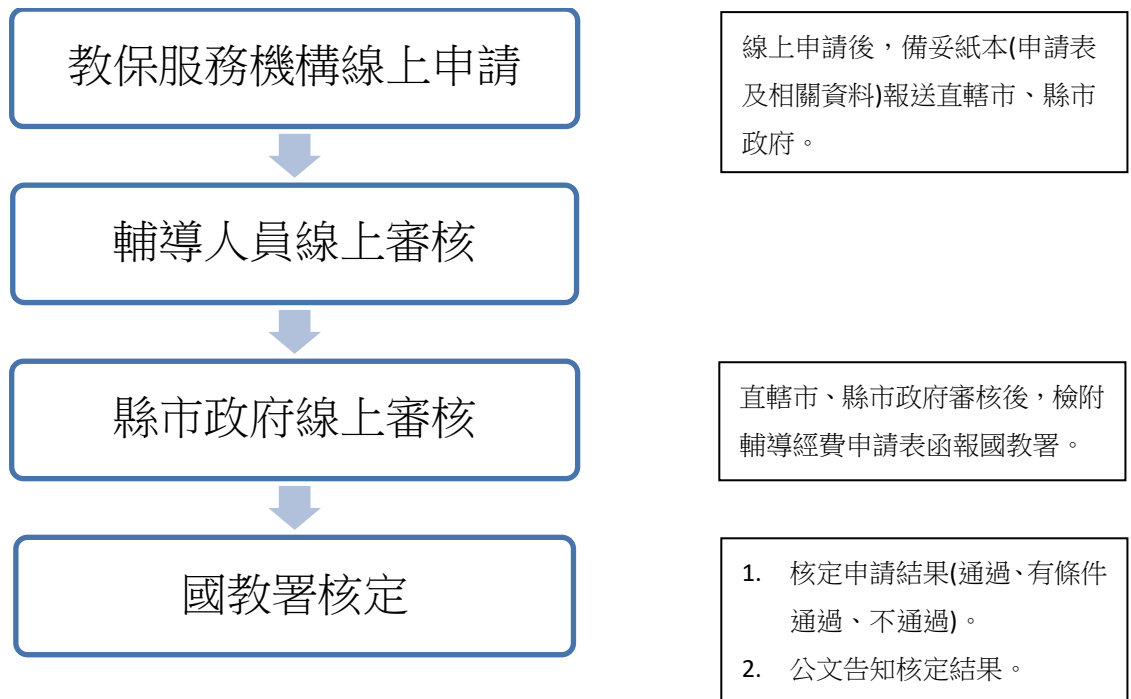 教保服務機構線上申請
線上申請後，備妥紙本(申請表
及相關資料)報送直轄市、縣市
政府。
輔導人員線上審核
縣市政府線上審核
直轄市、縣市政府審核後，檢附
輔導經費申請表函報國教署。
國教署核定
1. 核定申請結果(通過、有條件
通過、不通過)。
2. 公文告知核定結果。